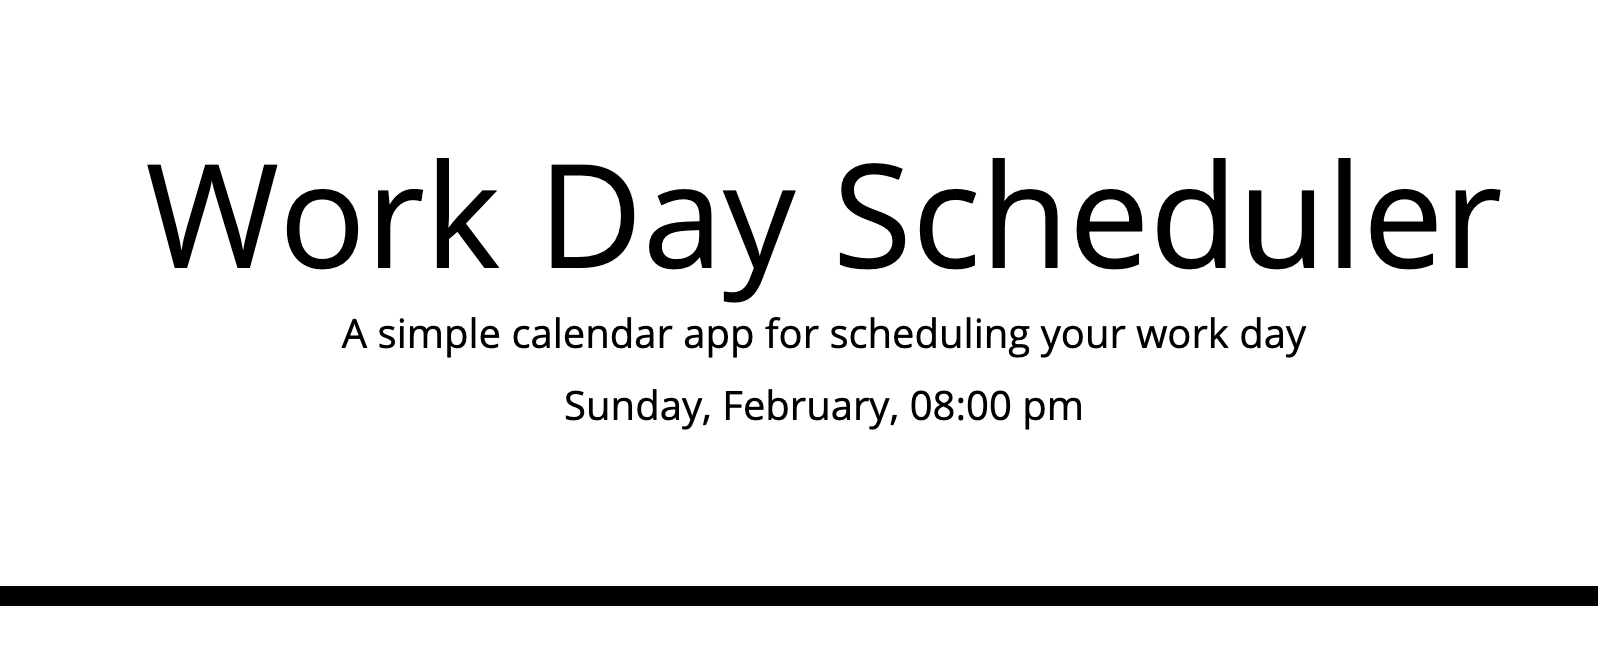 Work Day Scheduler
A simple calendar app for scheduling your work day
Sunday, February, 08:00 pm